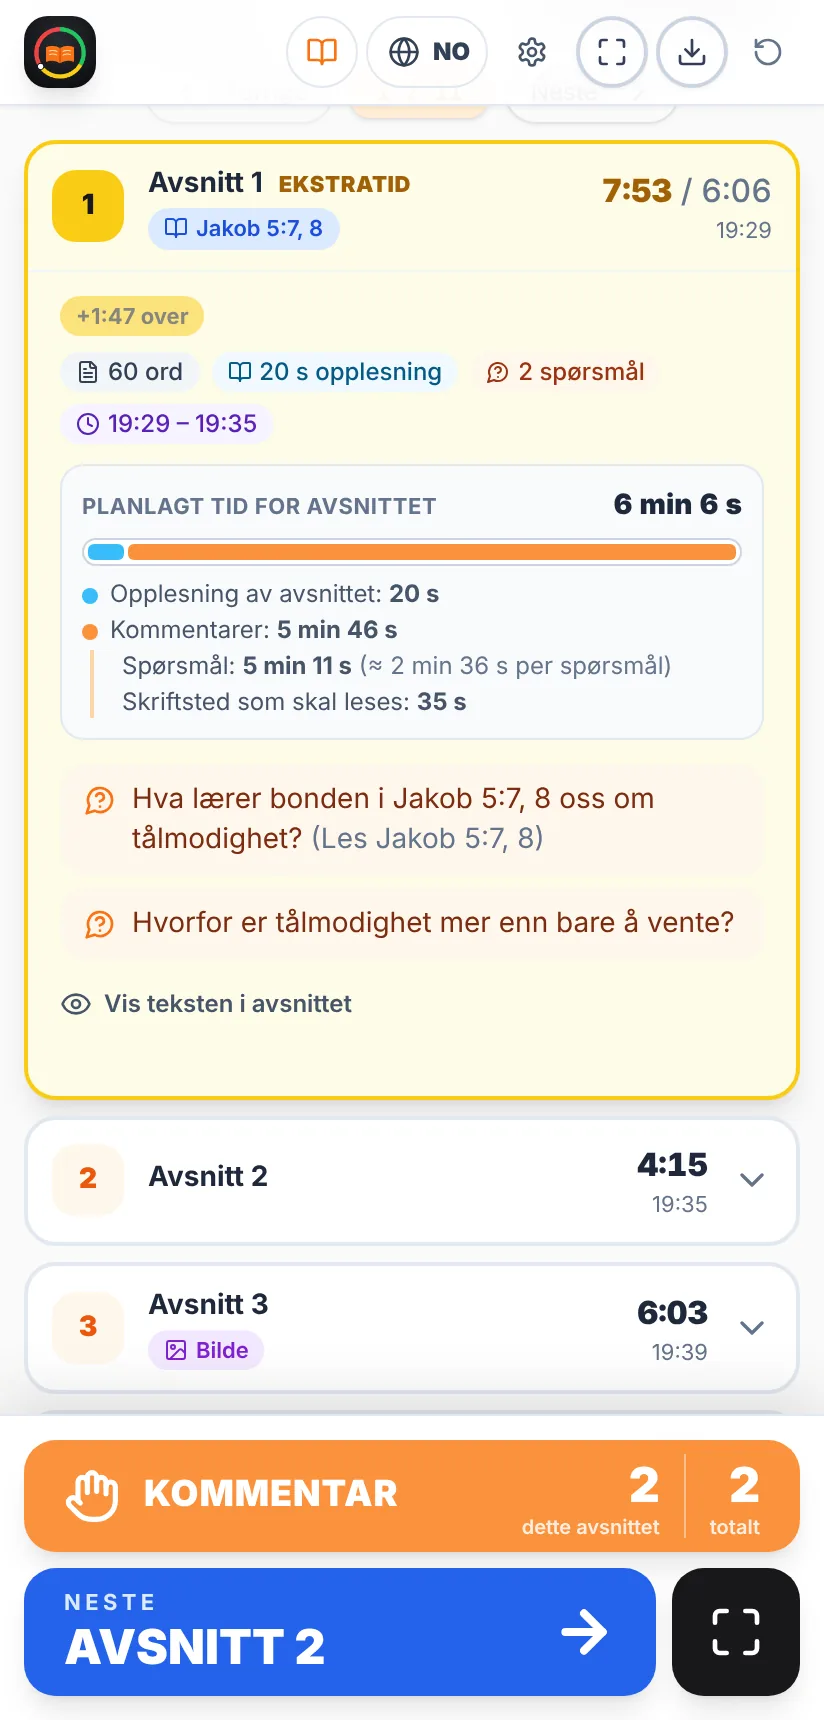 NO
Avsnitt 1 EKSTRATID
7:53 / 6:06
Jakob 5:7, 8
19:29
+1:47 over
60 ord
20 s opplesning
2 spørsmål
19:29 – 19:35
PLANLAGT TID FOR AVSNITTET
6 min 6 s
Opplesning av avsnittet: 20 s
Kommentarer: 5 min 46 s
Spørsmål: 5 min 11 s (≈ 2 min 36 s per spørsmål)
Skriftsted som skal leses: 35 s
Hva lærer bonden i Jakob 5:7, 8 oss om
tålmodighet? (Les Jakob 5:7, 8)
Hvorfor er tålmodighet mer enn bare å vente?
Vis teksten i avsnittet
1
2
Avsnitt 2
4:15
19:35
3
Avsnitt 3
6:03
Bilde
19:39
KOMMENTAR
2
dette avsnittet
2
totalt
NESTE
AVSNITT 2